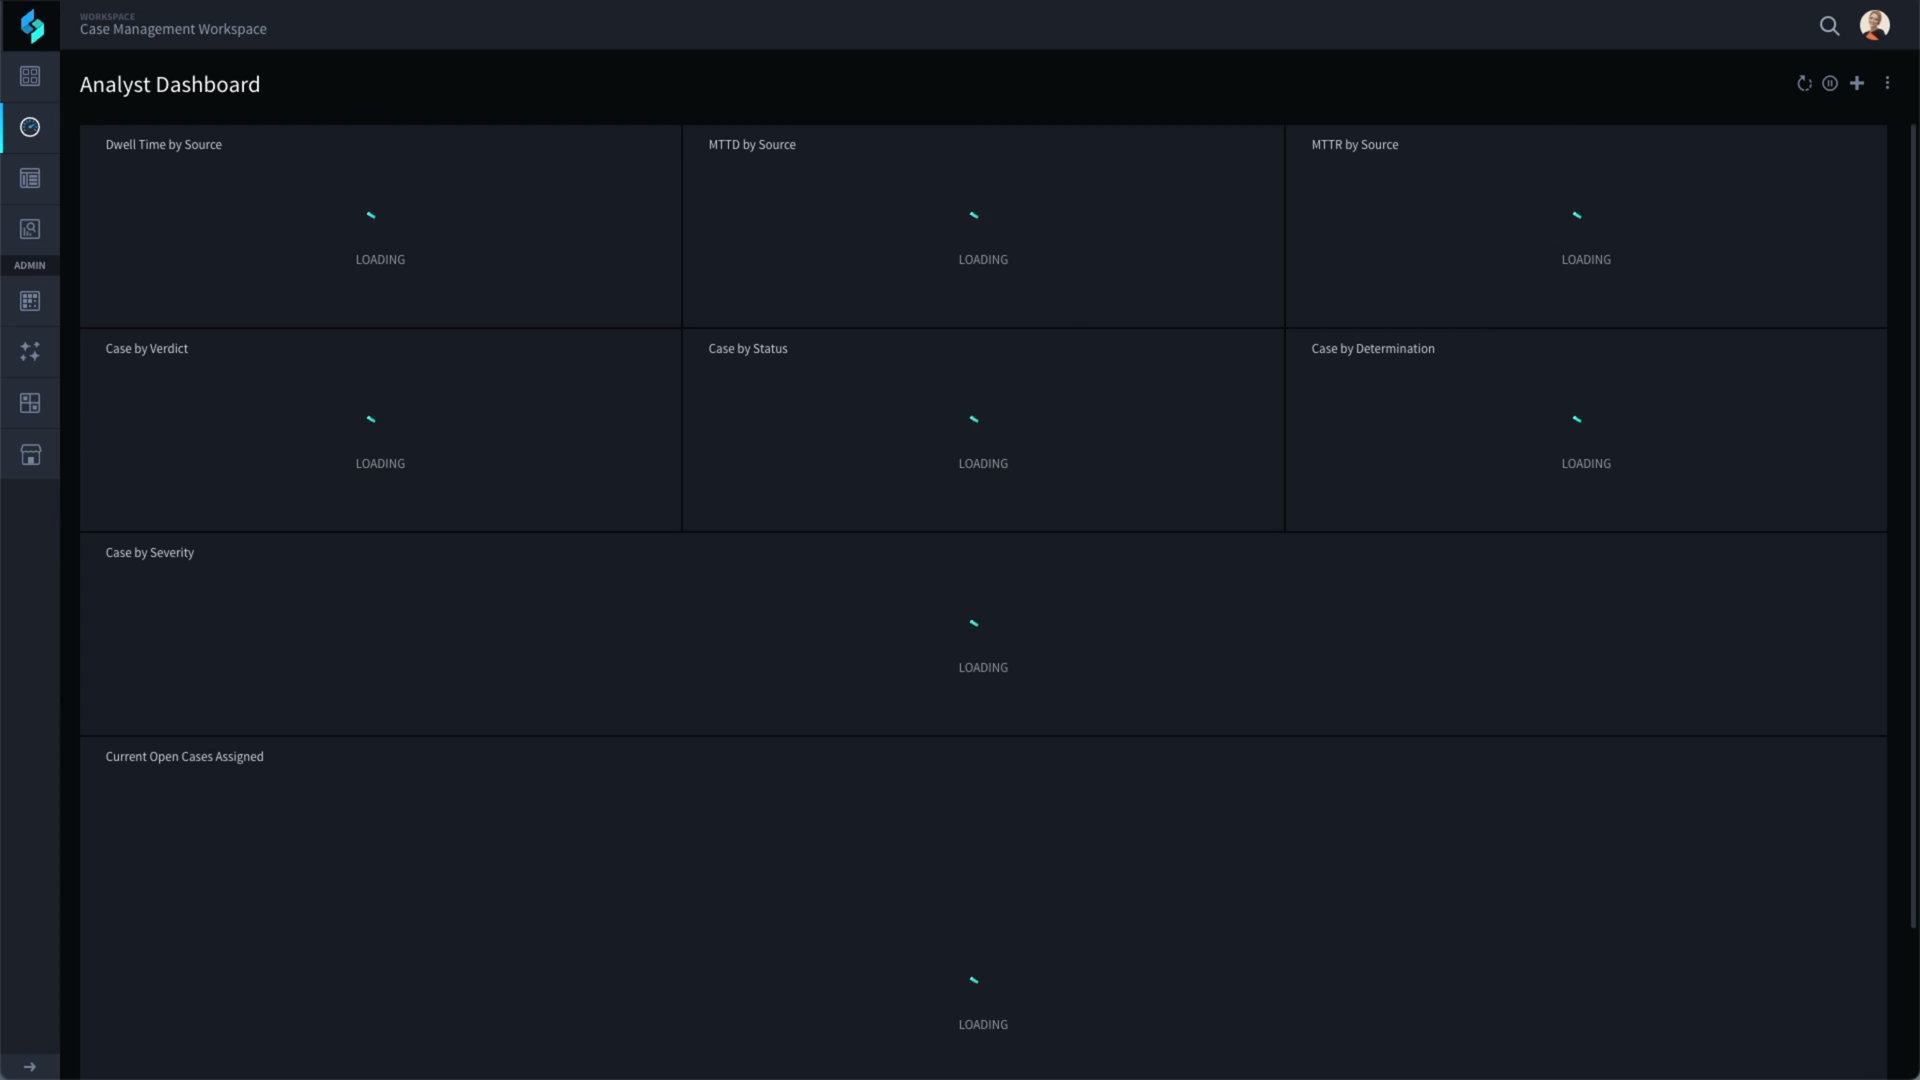 WORKSPACE
Case Management Workspace
Analyst Dashboard
Dwell Time by Source
MTTD by Source
MTTR by Source
LOADING
LOADING
LOADING
ADMIN
Case by Verdict
Case by Status
Case by Determination
LOADING
LOADING
LOADING
Case by Severity
LOADING
Current Open Cases Assigned
LOADING